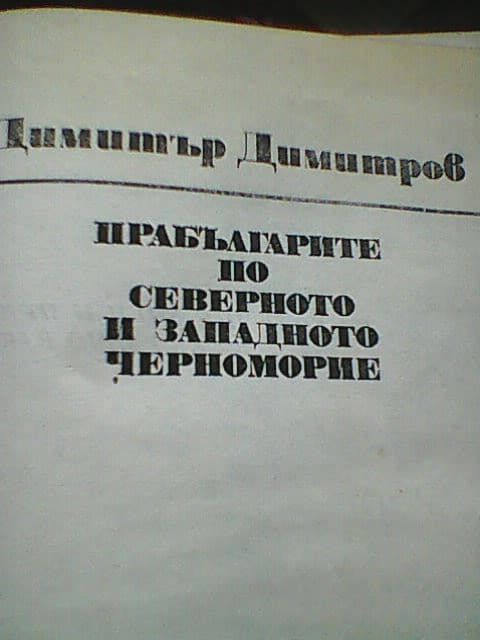 Димитър Димитров
ПРАБЪЛГАРИТЕ
ПО
СЕВЕРНОТО
И ЗАПАДНОТО
ЧЕРНОМОРИЕ